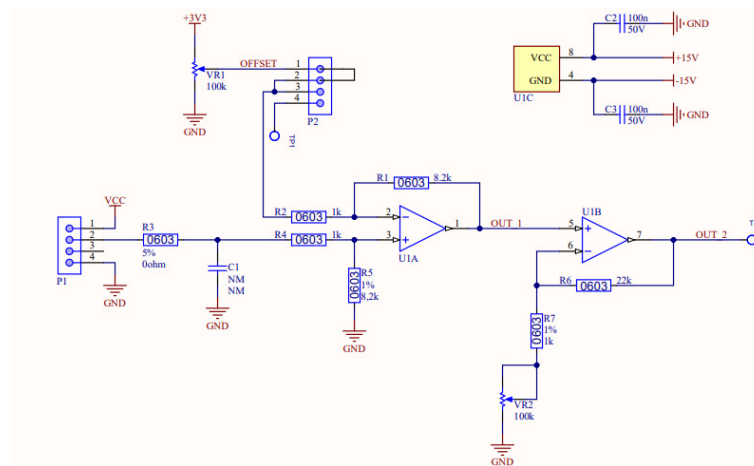 +3V3
VR1
100k
GND
OFFSET
1
2
3
4
P2
TP1
C2
100n
50V
GND
VCC
8
+15V
GND
4
-15V
U1C
C3
100n
50V
GND
R1
0603
8.2k
R2
0603
1k
2
1
OUT_1
U1A
VCC
1
2
3
4
P1
GND
R3
0603
5%
0ohm
C1
NM
NM
GND
R4
0603
1k
3
R5
0603
1%
8,2k
GND
U1B
5
6
7
OUT_2
T
R6
0603
22k
R7
0603
1%
1k
VR2
100k
GND